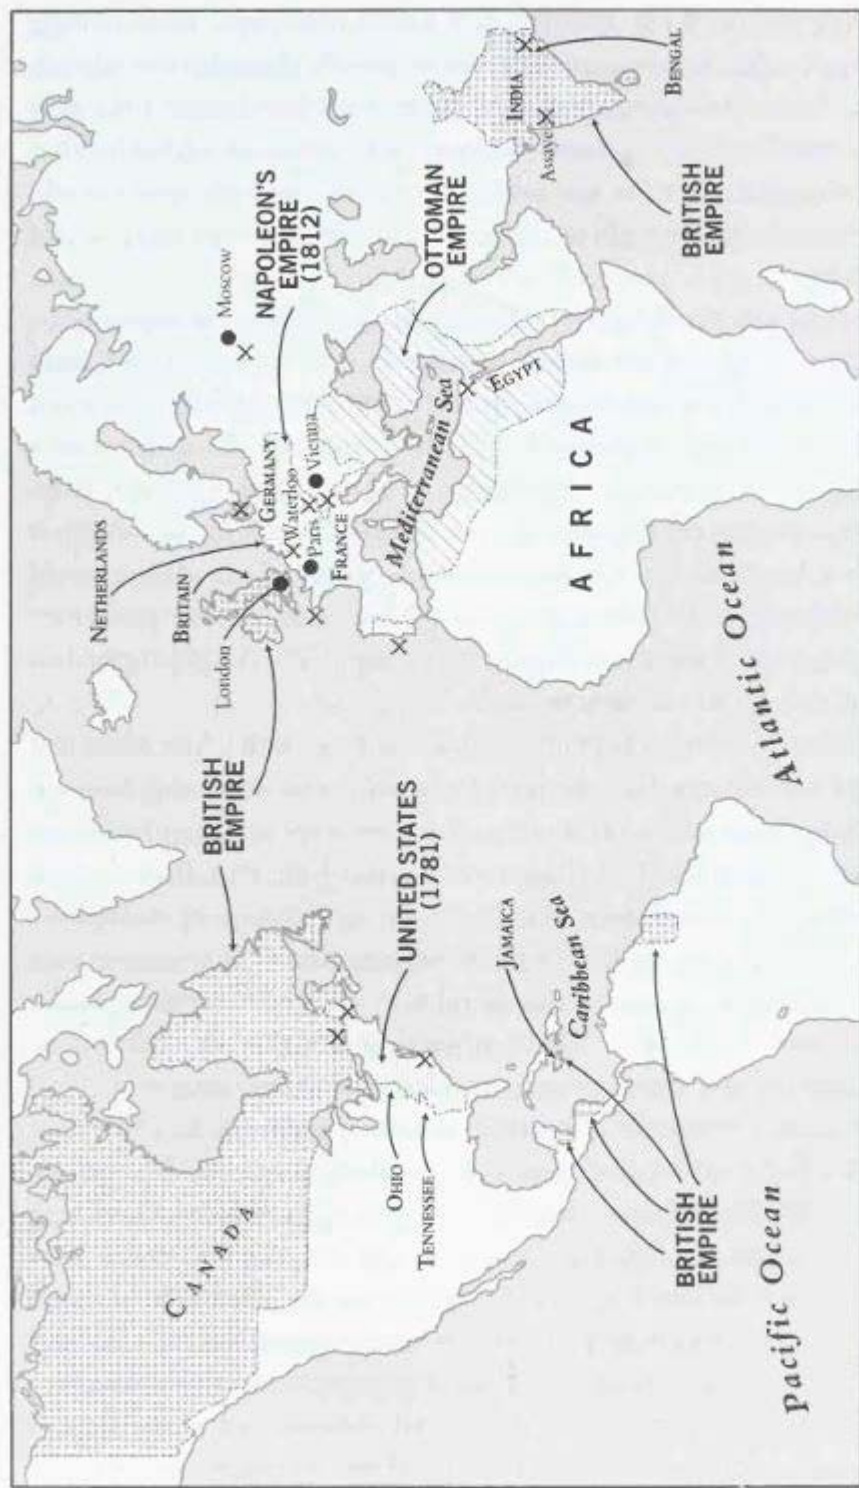 CANADA
BRITISH
EMPIRE
NETHERLANDS
BRITAIN
London
GERMANY
Waterloo
Paris
Vienna
FRANCE
Moscow
NAPOLEON'S
EMPIRE
(1812)
OTTOMAN
EMPIRE
UNITED STATES
(1781)
OHIO
TENNESSEE
Mediterranean Sea
EGYPT
INDIA
Assaye
BENGAL
BRITISH
EMPIRE
JAMAICA
Caribbean Sea
AFRICA
BRITISH
EMPIRE
Atlantic Ocean
Pacific Ocean